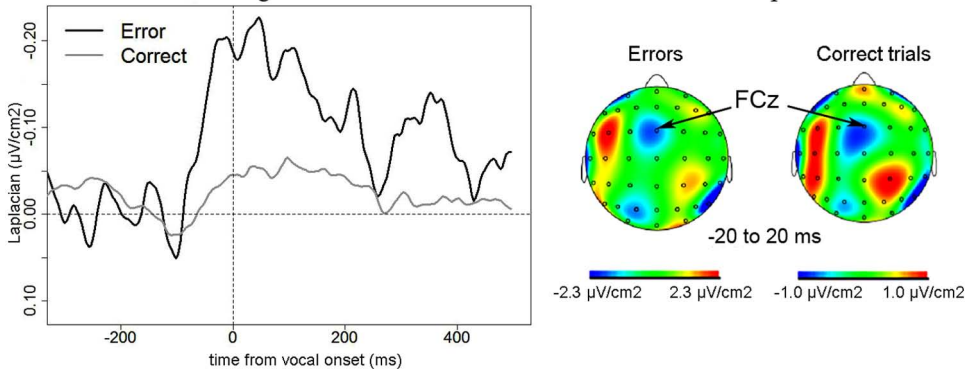 Error
Correct
-0.20
-0.10
0.00
0.10
Laplacian (µV/cm2)
-200
0
200
400
time from vocal onset (ms)
Errors
Correct trials
FCz
-20 to 20 ms
-2.3 µV/cm2
2.3 µV/cm2
-1.0 µV/cm2
1.0 µV/cm2